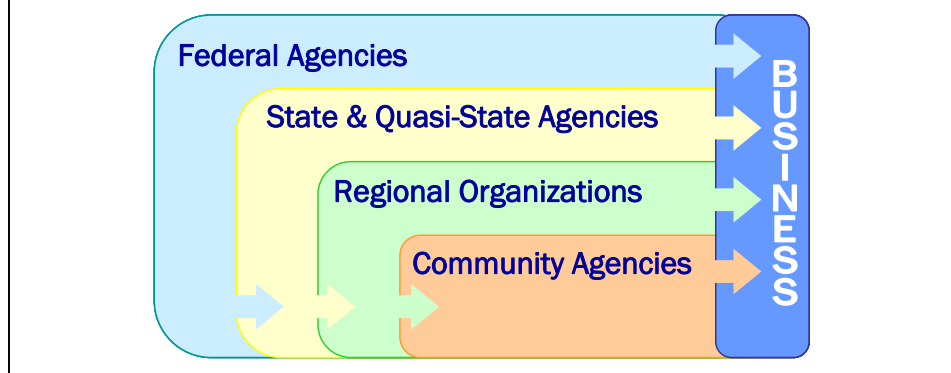 Federal Agencies
State & Quasi-State Agencies
Regional Organizations
Community Agencies
BUSINESS